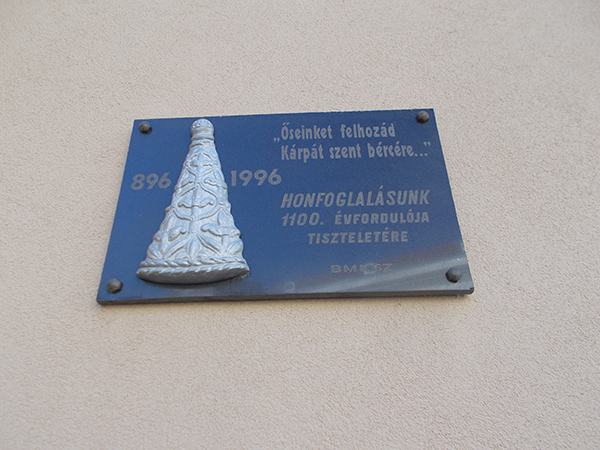 „Őseinket felhozád
Kárpát szent bércére..."
896 1996
HONFOGLALÁSUNK
1100. ÉVFORDULÓJA
TISZTELETÉRE